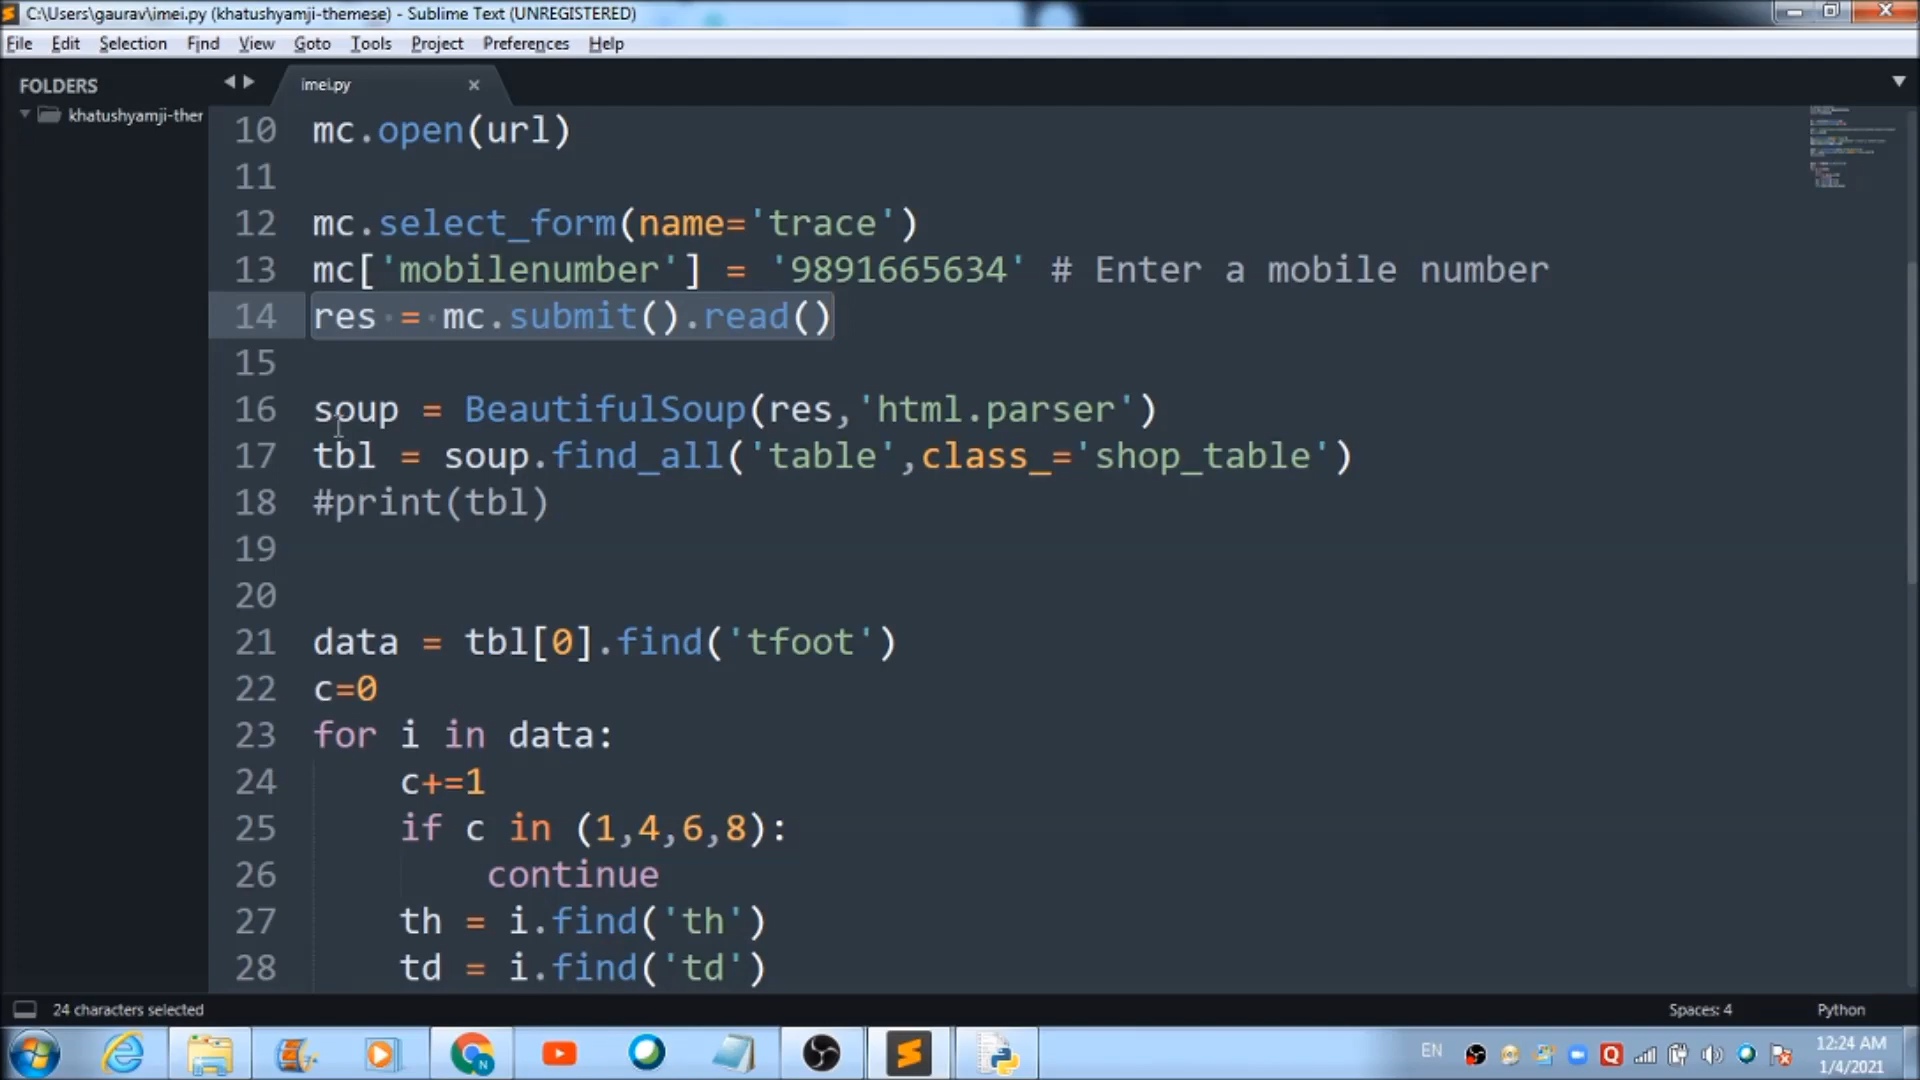 C:\Users\gaurav\imei.py (khatushyamji-themese) - Sublime Text (UNREGISTERED)
File Edit Selection Find View Goto Tools Project Preferences Help
FOLDERS
khatushyamji-ther
imei.py
10 mc.open(url)
11
12 mc.select_form(name='trace')
13 mc['mobilenumber'] = '9891665634' # Enter a mobile number
14 res = mc.submit().read()
15
16 soup = BeautifulSoup(res,'html.parser')
17 tbl = soup.find_all('table',class_='shop_table')
18 #print(tbl)
19
20
21 data = tbl[0].find('tfoot')
22 c=0
23 for i in data:
24 c+=1
25 if c in (1,4,6,8):
26 continue
27 th = i.find('th')
28 td = i.find('td')
24 characters selected
Spaces: 4
Python
EN
12:24 AM
1/4/2021